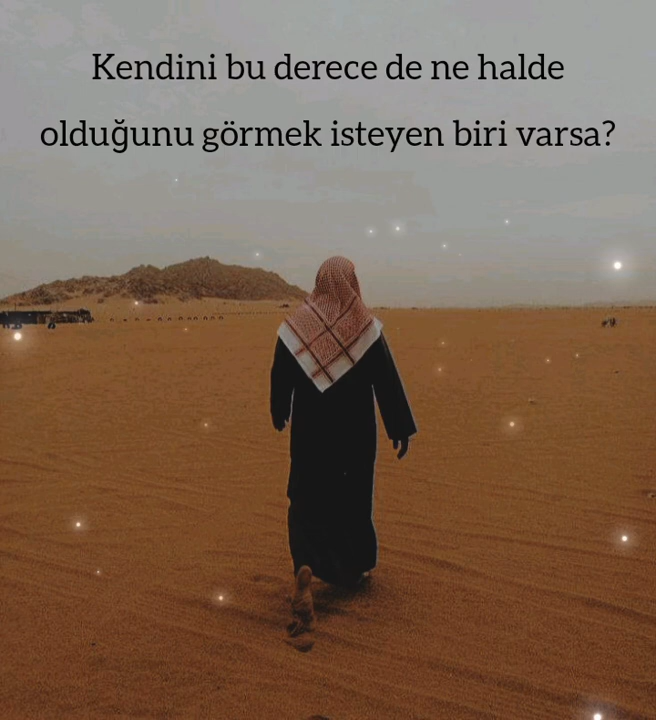 Kendini bu derece de ne halde
olduğunu görmek isteyen biri varsa?